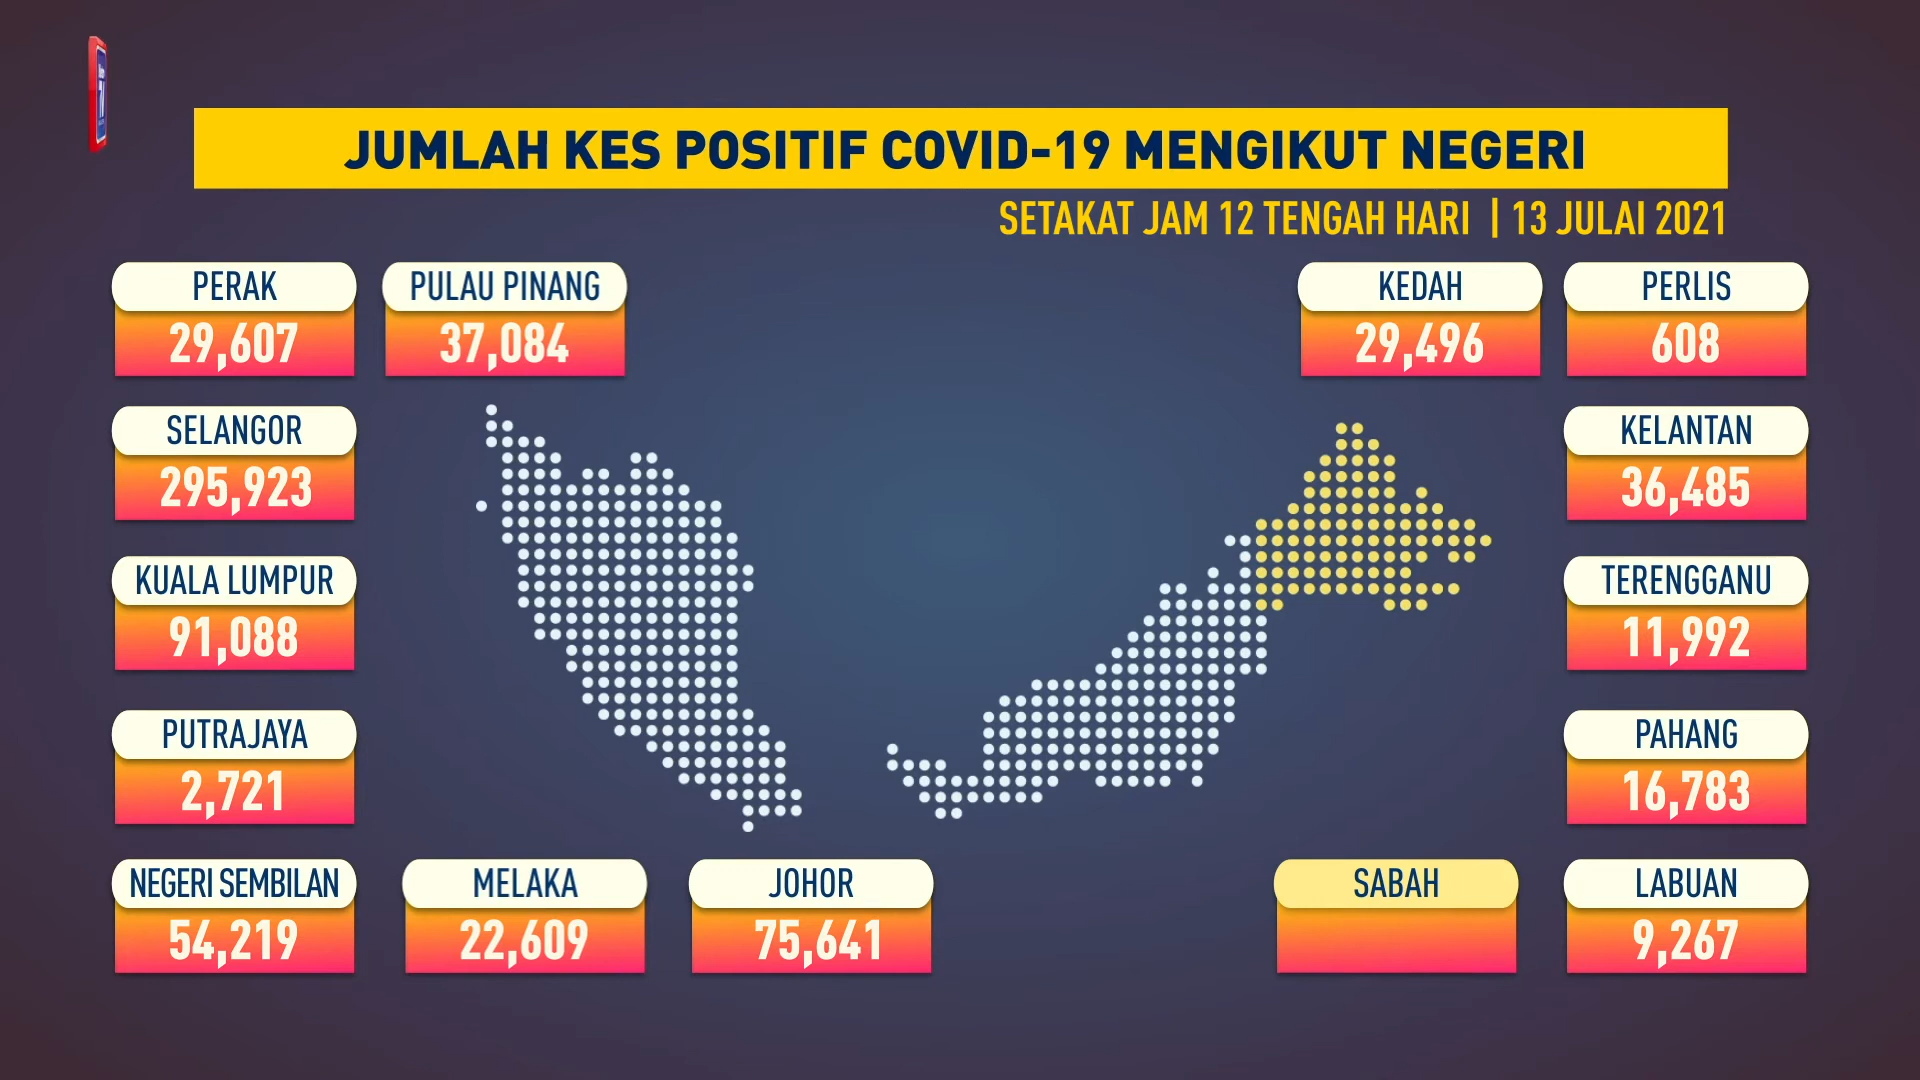 JUMLAH KES POSITIF COVID-19 MENGIKUT NEGERI
SETAKAT JAM 12 TENGAH HARI | 13 JULAI 2021
PERAK
29,607
PULAU PINANG
37,084
KEDAH
29,496
PERLIS
608
SELANGOR
295,923
KELANTAN
36,485
KUALA LUMPUR
91,088
TERENGGANU
11,992
PUTRAJAYA
2,721
PAHANG
16,783
NEGERI SEMBILAN
54,219
MELAKA
22,609
JOHOR
75,641
SABAH
LABUAN
9,267